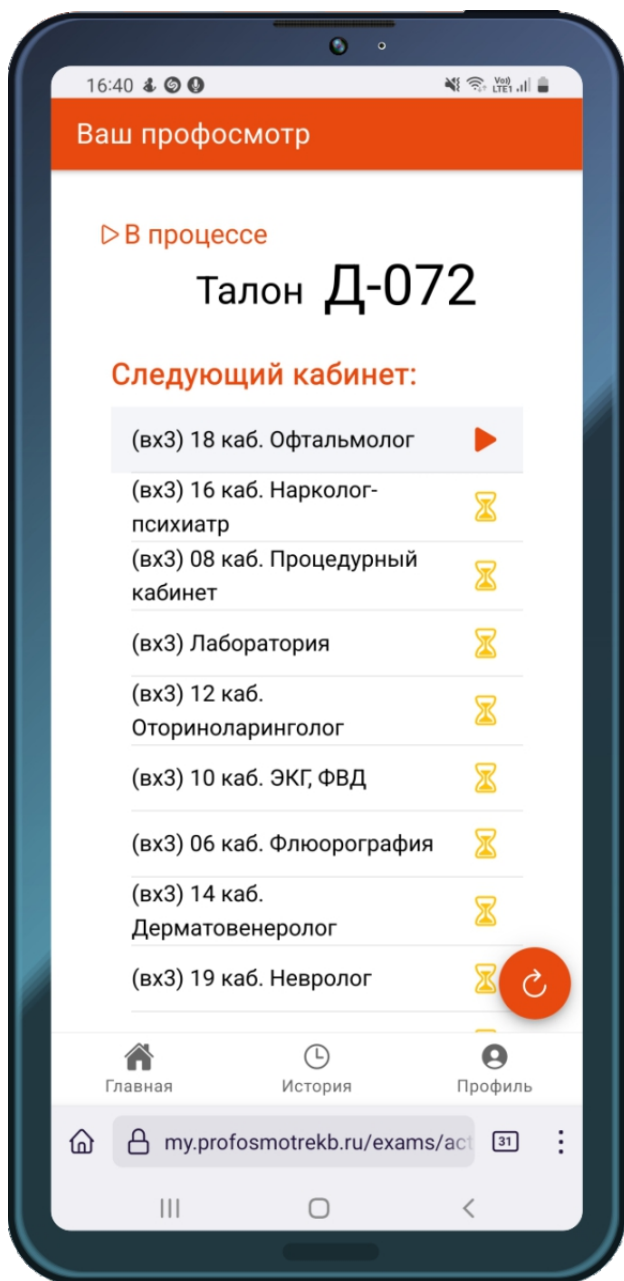 16:40
Vo))
LTE1
Ваш профосмотр
В процессе
Талон Д-072
Следующий кабинет:
(вх3) 18 каб. Офтальмолог
(вх3) 16 каб. Нарколог-
психиатр
(вх3) 08 каб. Процедурный
кабинет
(вх3) Лаборатория
(вх3) 12 каб.
Оториноларинголог
(вх3) 10 каб. ЭКГ, ФВД
(вх3) 06 каб. Флюорография
(вх3) 14 каб.
Дерматовенеролог
(вх3) 19 каб. Невролог
Главная История Профиль
my.profosmotrekb.ru/exams/act 31